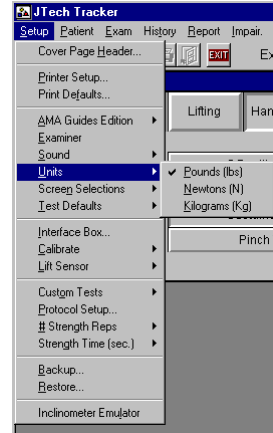 JTech Tracker
Setup Patient Exam History Report Impair.
Cover Page Header...
EXIT
Printer Setup...
Print Defaults...
Lifting
AMA Guides Edition
Examiner
Sound
Units
Pounds (lbs)
Screen Selections
Newtons (N)
Test Defaults
Kilograms (Kg)
Interface Box...
Calibrate
Pinch
Lift Sensor
Custom Tests
Protocol Setup...
# Strength Reps
Strength Time (sec.)
Backup...
Restore...
Inclinometer Emulator